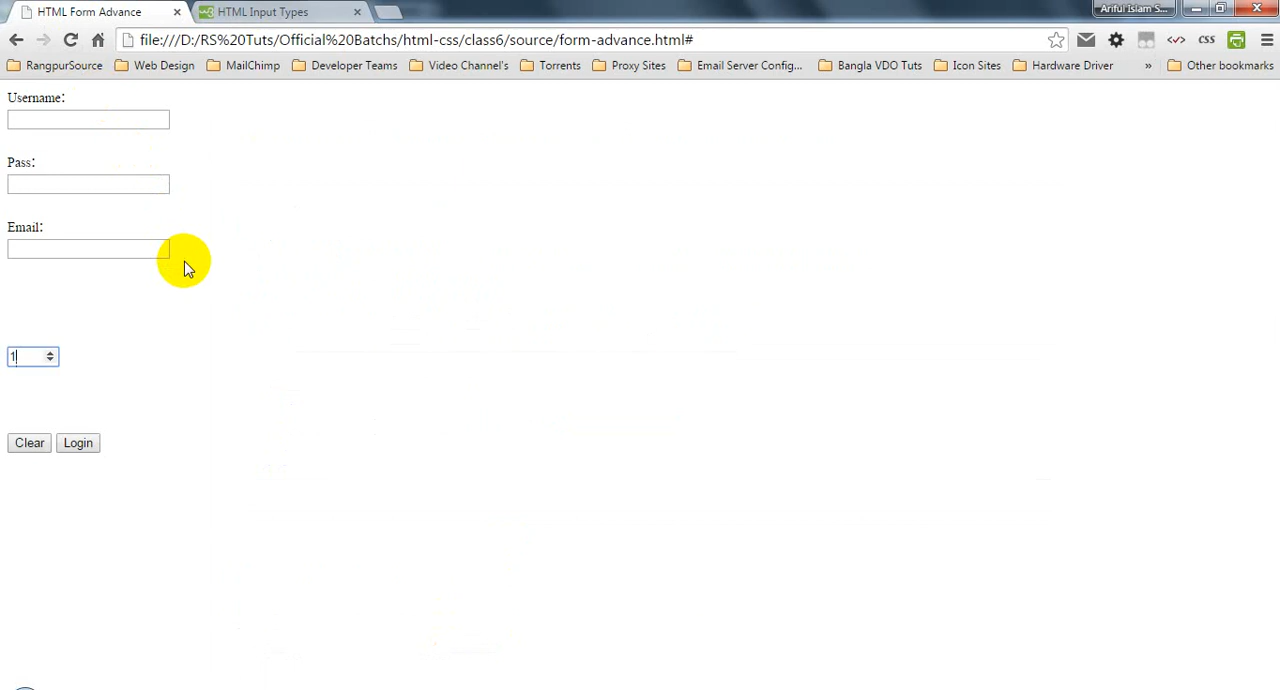 HTML Form Advance
HTML Input Types
Ariful Islam S...
file:///D:/RS%20Tuts/Official%20Batchs/html-css/class6/source/form-advance.html#
CSS
RangpurSource Web Design MailChimp Developer Teams Video Channel's Torrents Proxy Sites Email Server Config... Bangla VDO Tuts Icon Sites Hardware Driver » Other bookmarks
Username:
Pass:
Email:
1
Clear Login